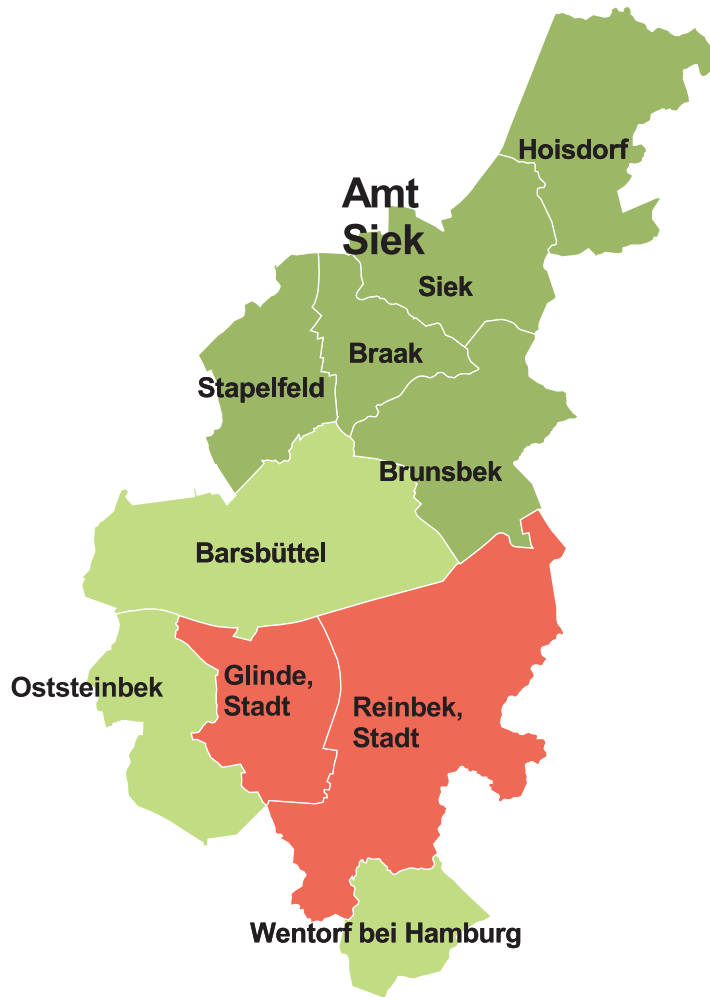 Hoisdorf
Amt
Siek
Siek
Braak
Stapelfeld
Brunsbek
Barsbüttel
Oststeinbek
Glinde,
Stadt
Reinbek,
Stadt
Wentorf bei Hamburg